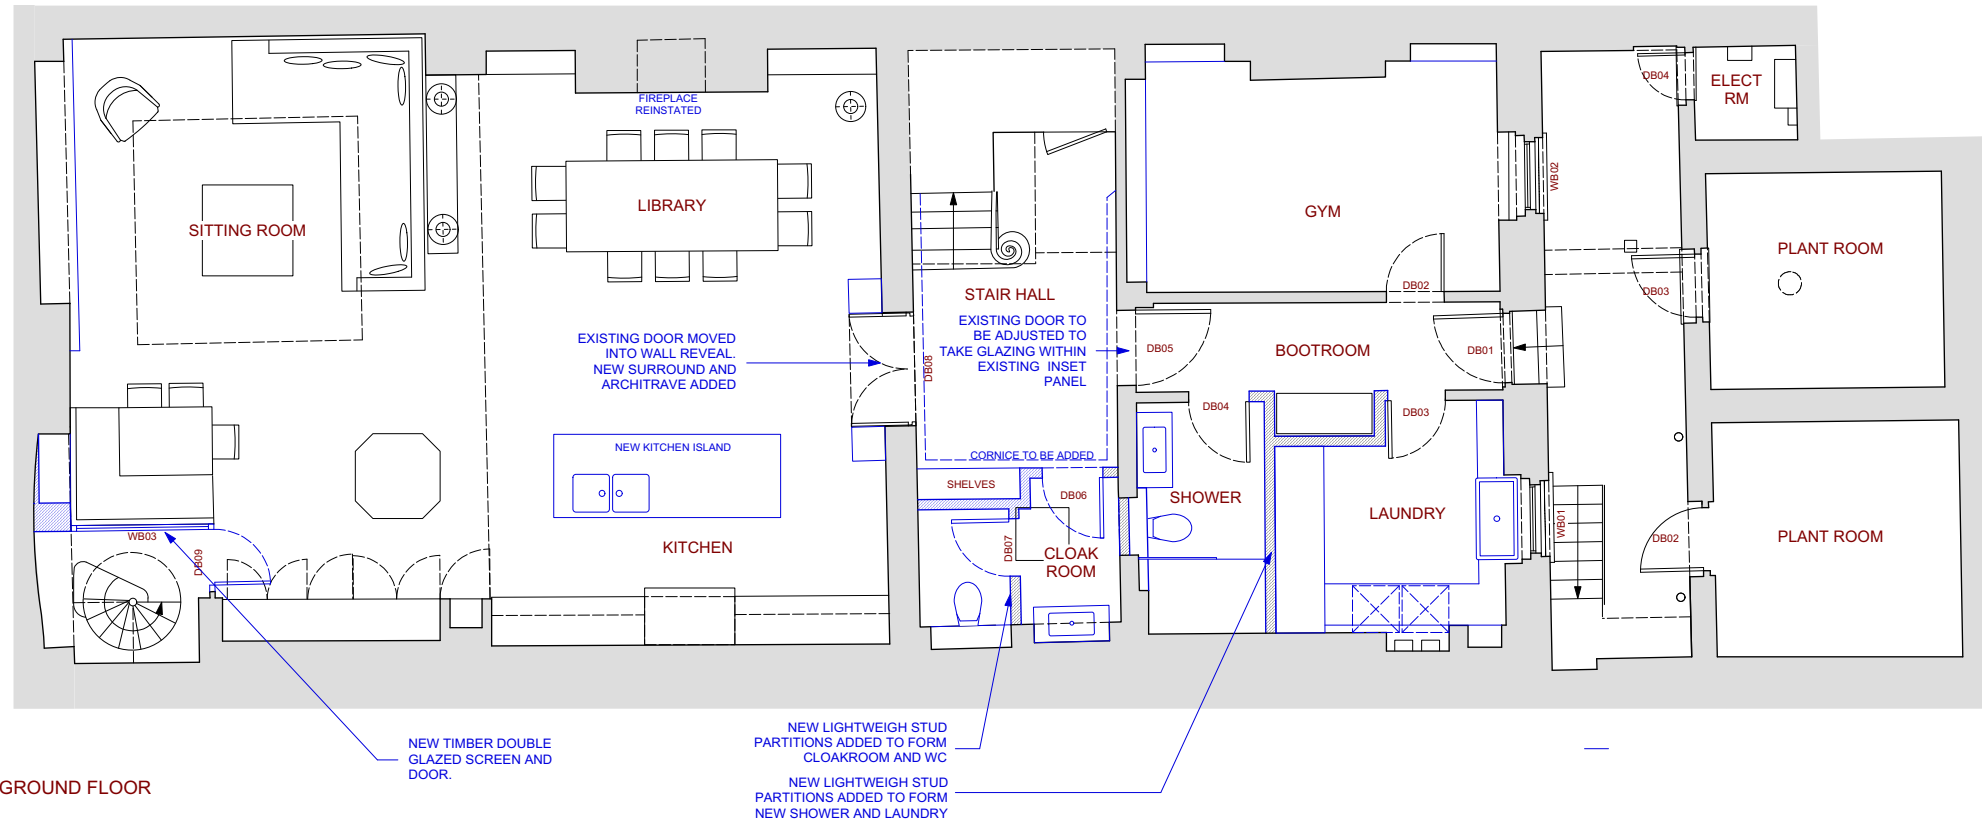 DB04
ELECT
RM
FIREPLACE
REINSTATED
WB02
LIBRARY
SITTING ROOM
GYM
PLANT ROOM
DB02
DB03
STAIR HALL
EXISTING DOOR TO
BE ADJUSTED TO
TAKE GLAZING WITHIN
EXISTING INSET
PANEL
EXISTING DOOR MOVED
INTO WALL REVEAL.
NEW SURROUND AND
ARCHITRAVE ADDED
DB08
DB05
BOOTROOM
DB01
DB04
DB03
NEW KITCHEN ISLAND
CORNICE TO BE ADDED
SHELVES
DB06
SHOWER
LAUNDRY
WB01
DB02
PLANT ROOM
WB03
DB09
KITCHEN
DB07
CLOAK
ROOM
NEW TIMBER DOUBLE
GLAZED SCREEN AND
DOOR.
NEW LIGHTWEIGH STUD
PARTITIONS ADDED TO FORM
CLOAKROOM AND WC
NEW LIGHTWEIGH STUD
PARTITIONS ADDED TO FORM
NEW SHOWER AND LAUNDRY
GROUND FLOOR